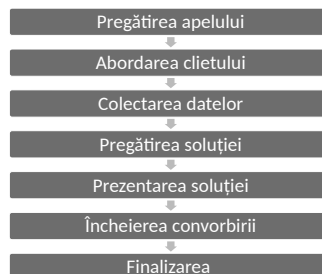 Pregătirea apelului
Abordarea clietului
Colectarea datelor
Pregătirea soluției
Prezentarea soluției
Încheierea convorbirii
Finalizarea